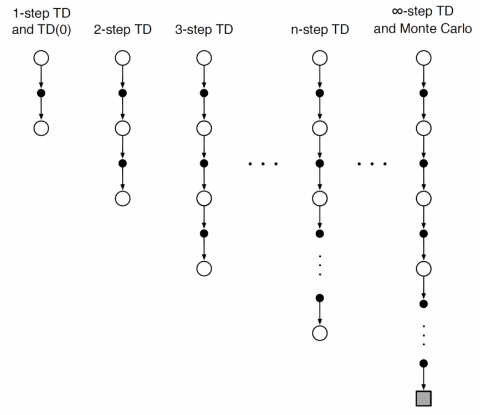 1-step TD
and TD(0)
2-step TD
3-step TD
n-step TD
∞-step TD
and Monte Carlo